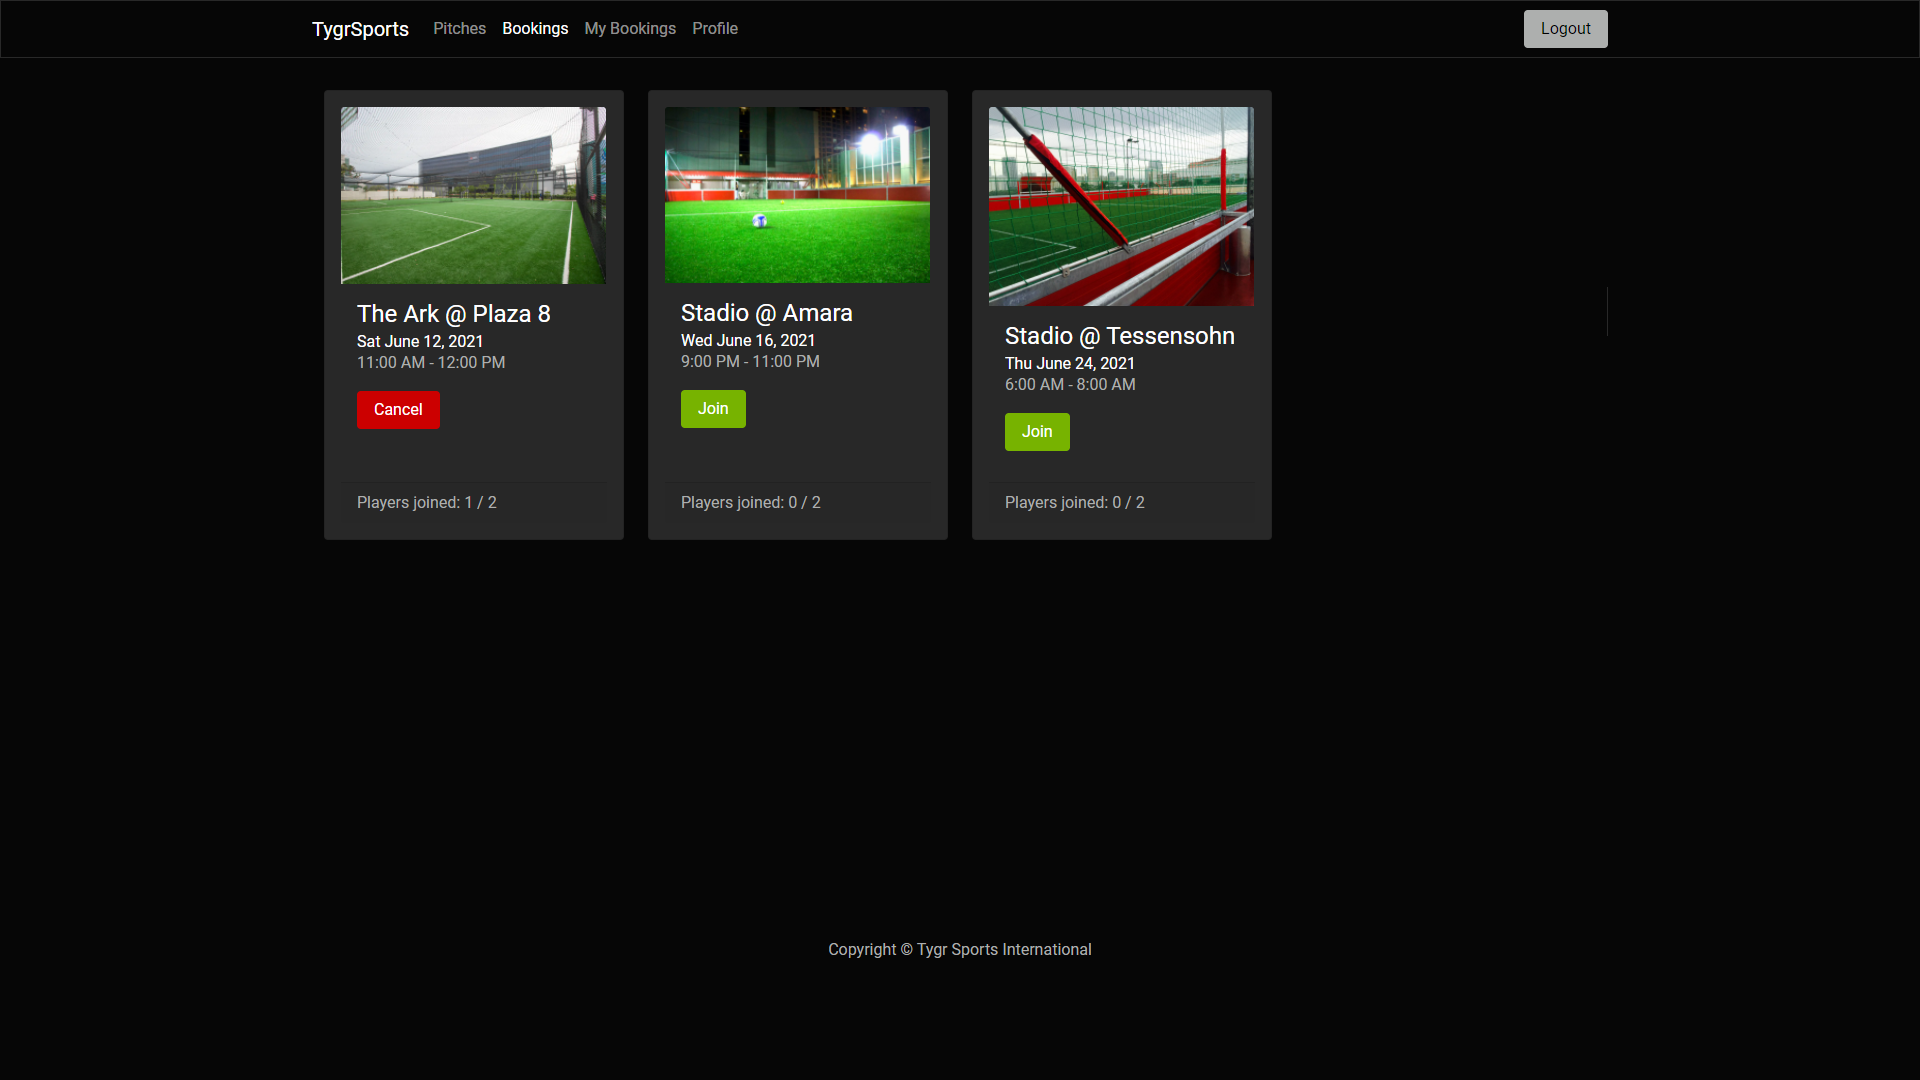 TygrSports Pitches Bookings My Bookings Profile Logout
The Ark @ Plaza 8
Sat June 12, 2021
11:00 AM - 12:00 PM
Cancel
Players joined: 1 / 2
Stadio @ Amara
Wed June 16, 2021
9:00 PM - 11:00 PM
Join
Players joined: 0 / 2
Stadio @ Tessensohn
Thu June 24, 2021
6:00 AM - 8:00 AM
Join
Players joined: 0 / 2
Copyright © Tygr Sports International